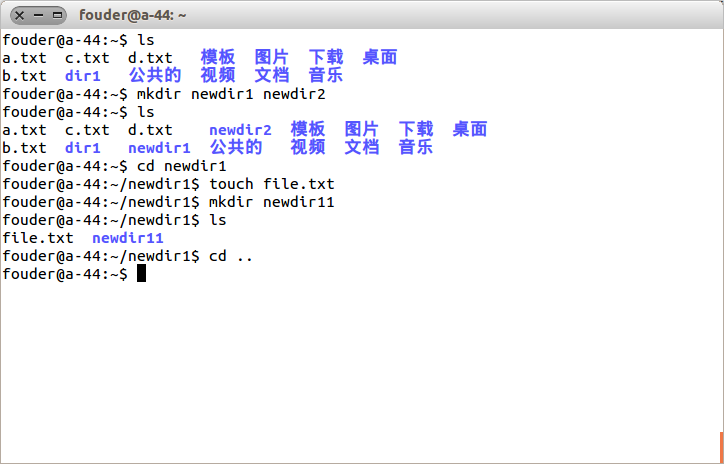 fouder@a-44: ~
fouder@a-44:~$ ls
a.txt  c.txt  d.txt   模板  图片  下载  桌面
b.txt  dir1   公共的  视频  文档  音乐
fouder@a-44:~$ mkdir newdir1 newdir2
fouder@a-44:~$ ls
a.txt  c.txt  d.txt    newdir2  模板  图片  下载  桌面
b.txt  dir1   newdir1  公共的   视频  文档  音乐
fouder@a-44:~$ cd newdir1
fouder@a-44:~/newdir1$ touch file.txt
fouder@a-44:~/newdir1$ mkdir newdir11
fouder@a-44:~/newdir1$ ls
file.txt  newdir11
fouder@a-44:~/newdir1$ cd ..
fouder@a-44:~$